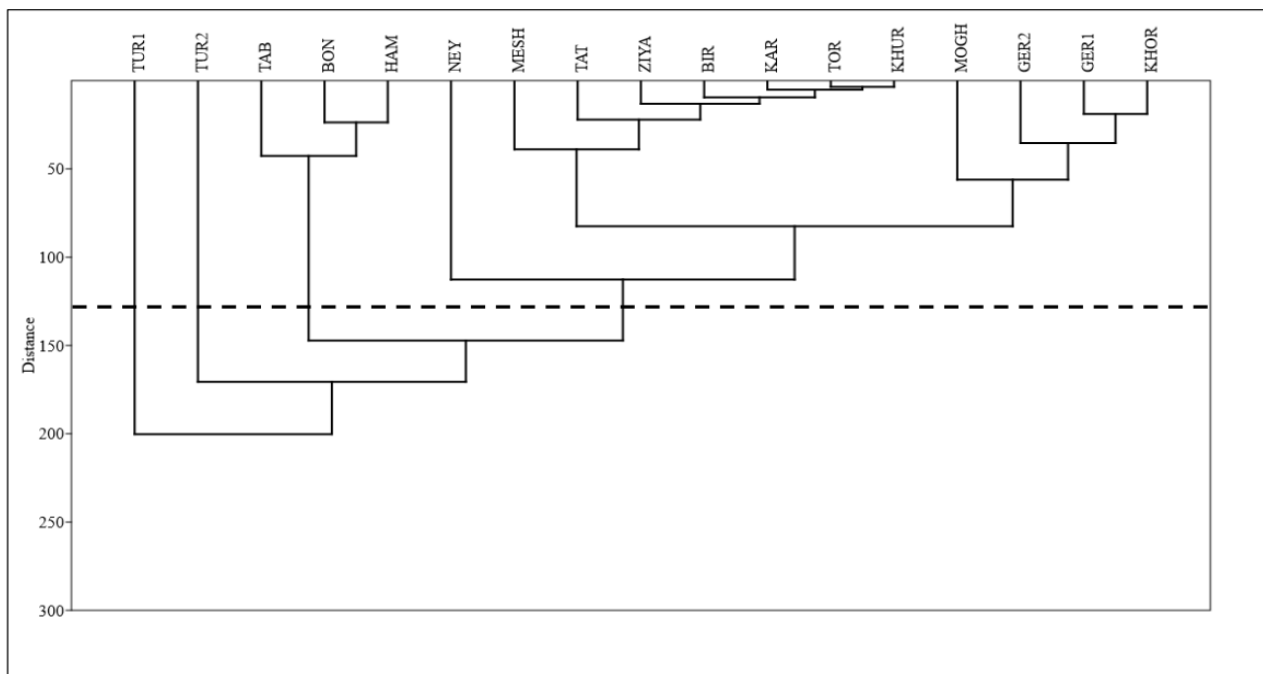 TUR1
TUR2
TAB
BON
HAM
NEY
MESH
TAT
ZIYA
BIR
KAR
TOR
KHUR
MOGH
GER2
GER1
KHOR
Distance
50
100
150
200
250
300